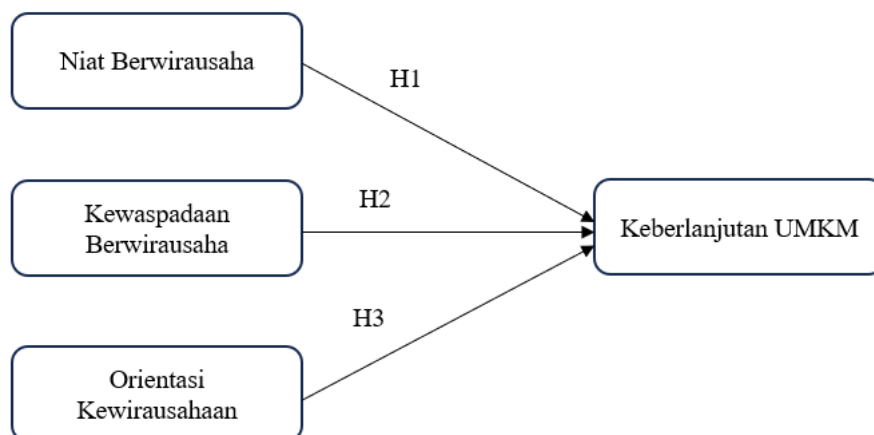 Niat Berwirausaha
H1
Kewaspadaan
Berwirausaha
H2
Keberlanjutan UMKM
H3
Orientasi
Kewirausahaan